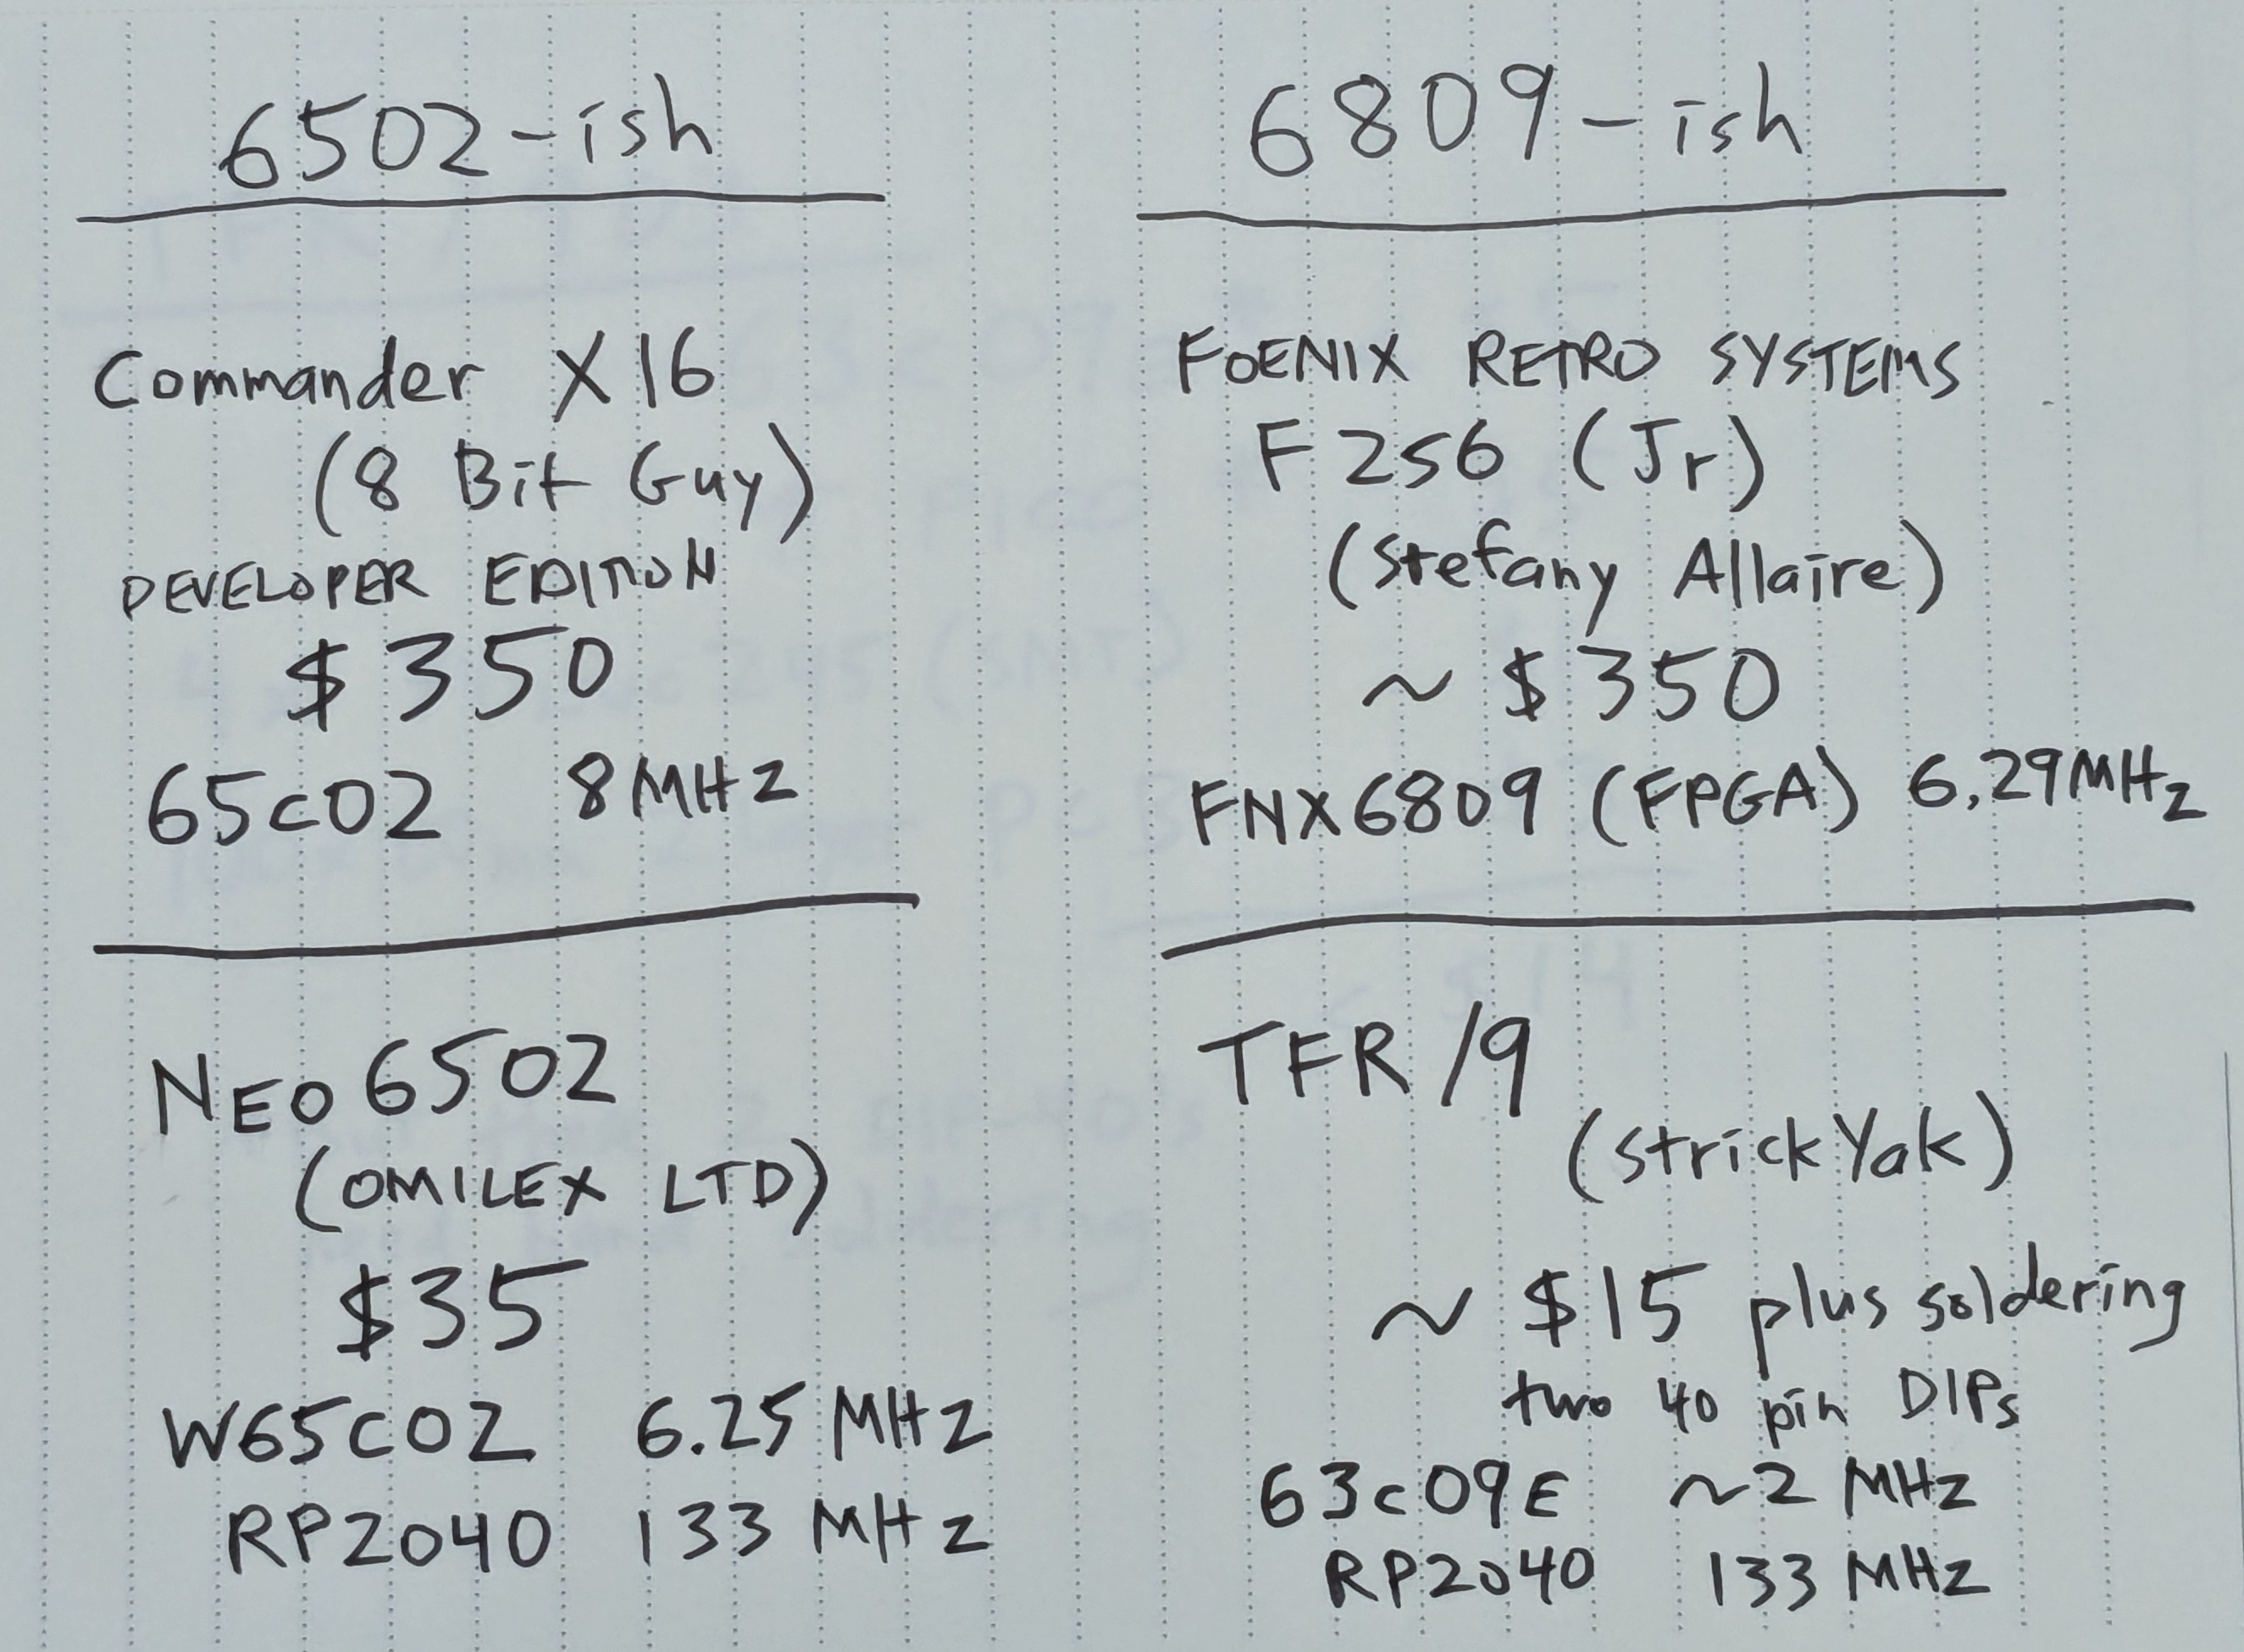 6502-ish
Commander X16
(8 Bit Guy)
DEVELOPER EDITION
$350
65c02 8MHz
NEO6502
(OMILEX LTD)
$35
W65C02 6.25 MHz
RP2040 133 MHz
6809-ish
FOENIX RETRO SYSTEMS
F256 (Jr)
(Stefany Allaire)
~ $350
FNX6809 (FPGA) 6.29MHz
TFR/9
(strickYak)
~ $15 plus soldering
two 40 pin DIPs
63c09E ~2 MHz
RP2040 133 MHz